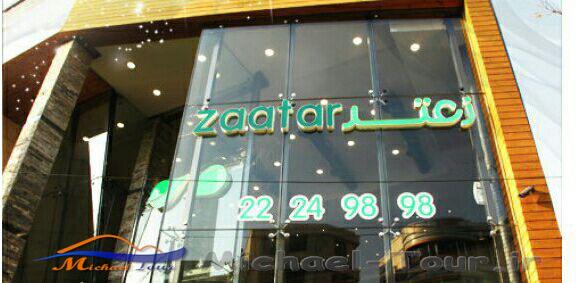 zaatar زعتر
22 24 98 98
Michael Tour
Michael-Tour.ir